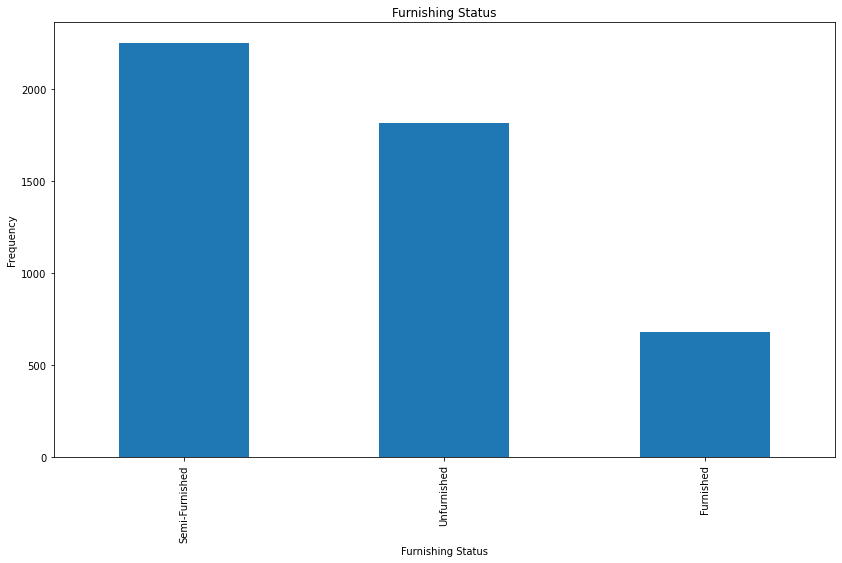 Furnishing Status
Frequency
2000
1500
1000
500
0
Semi-Furnished
Unfurnished
Furnished
Furnishing Status